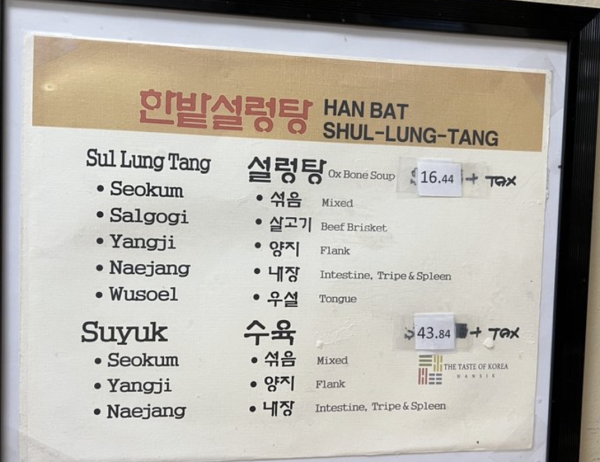 한밭설렁탕 HAN BAT
SHUL-LUNG-TANG
Sul Lung Tang 설렁탕 Ox Bone Soup $ 16.44 + Tax
• Seokum • 섞음 Mixed
• Salgogi • 살고기 Beef Brisket
• Yangji • 양지 Flank
• Naejang • 내장 Intestine, Tripe & Spleen
• Wusoel • 우설 Tongue
Suyuk 수육 $ 43.84 + Tax
• Seokum • 섞음 Mixed
• Yangji • 양지 Flank
• Naejang • 내장 Intestine, Tripe & Spleen
THE TASTE OF KOREA
HANSIK